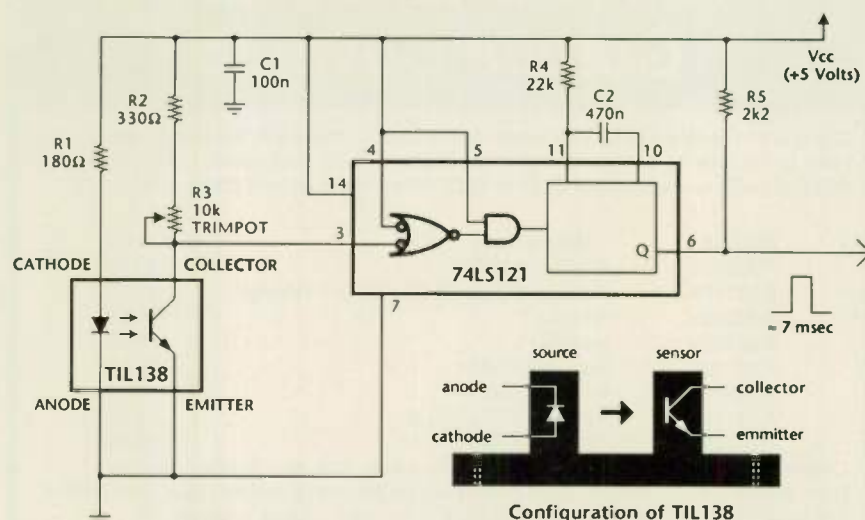 Vcc
(+5 Volts)
C1
100n
R2
330Ω
R1
180Ω
R4
22k
C2
470n
R5
2k2
4
5
11
10
14
R3
10k
TRIMPOT
3
6
Q
74LS121
7
CATHODE
COLLECTOR
TIL138
ANODE
EMITTER
≈ 7 msec
source
sensor
anode
collector
cathode
emmitter
Configuration of TIL138